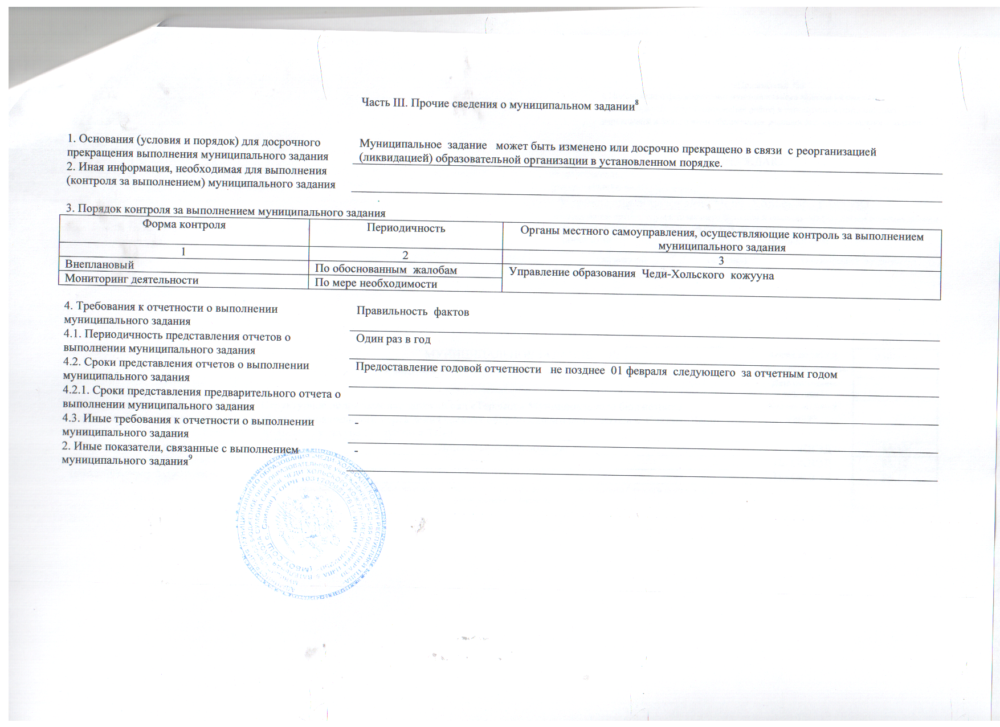 Часть III. Прочие сведения о муниципальном задании⁸
1. Основания (условия и порядок) для досрочного
прекращения выполнения муниципального задания
Муниципальное задание может быть изменено или досрочно прекращено в связи с реорганизацией
(ликвидацией) образовательной организации в установленном порядке.
2. Иная информация, необходимая для выполнения
(контроля за выполнением) муниципального задания
3. Порядок контроля за выполнением муниципального задания
Форма контроля
Периодичность
Органы местного самоуправления, осуществляющие контроль за выполнением
муниципального задания
1
2
3
Внеплановый
По обоснованным жалобам
Управление образования Чеди-Хольского кожууна
Мониторинг деятельности
По мере необходимости
4. Требования к отчетности о выполнении
муниципального задания
Правильность фактов
4.1. Периодичность представления отчетов о
выполнении муниципального задания
Один раз в год
4.2. Сроки представления отчетов о выполнении
муниципального задания
Предоставление годовой отчетности не позднее 01 февраля следующего за отчетным годом
4.2.1. Сроки представления предварительного отчета о
выполнении муниципального задания
4.3. Иные требования к отчетности о выполнении
муниципального задания
-
2. Иные показатели, связанные с выполнением
муниципального задания⁹
-